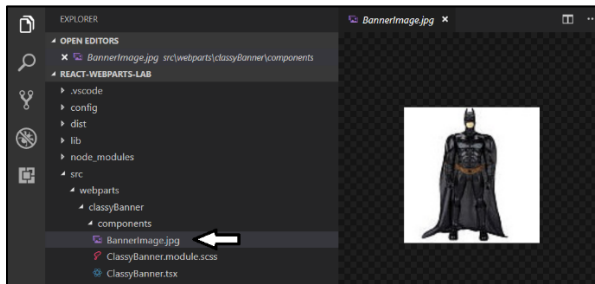 EXPLORER
OPEN EDITORS
BannerImage.jpg src\webparts\classyBanner\components
REACT-WEBPARTS-LAB
.vscode
config
dist
lib
node_modules
src
webparts
classyBanner
components
BannerImage.jpg
ClassyBanner.module.scss
ClassyBanner.tsx
BannerImage.jpg